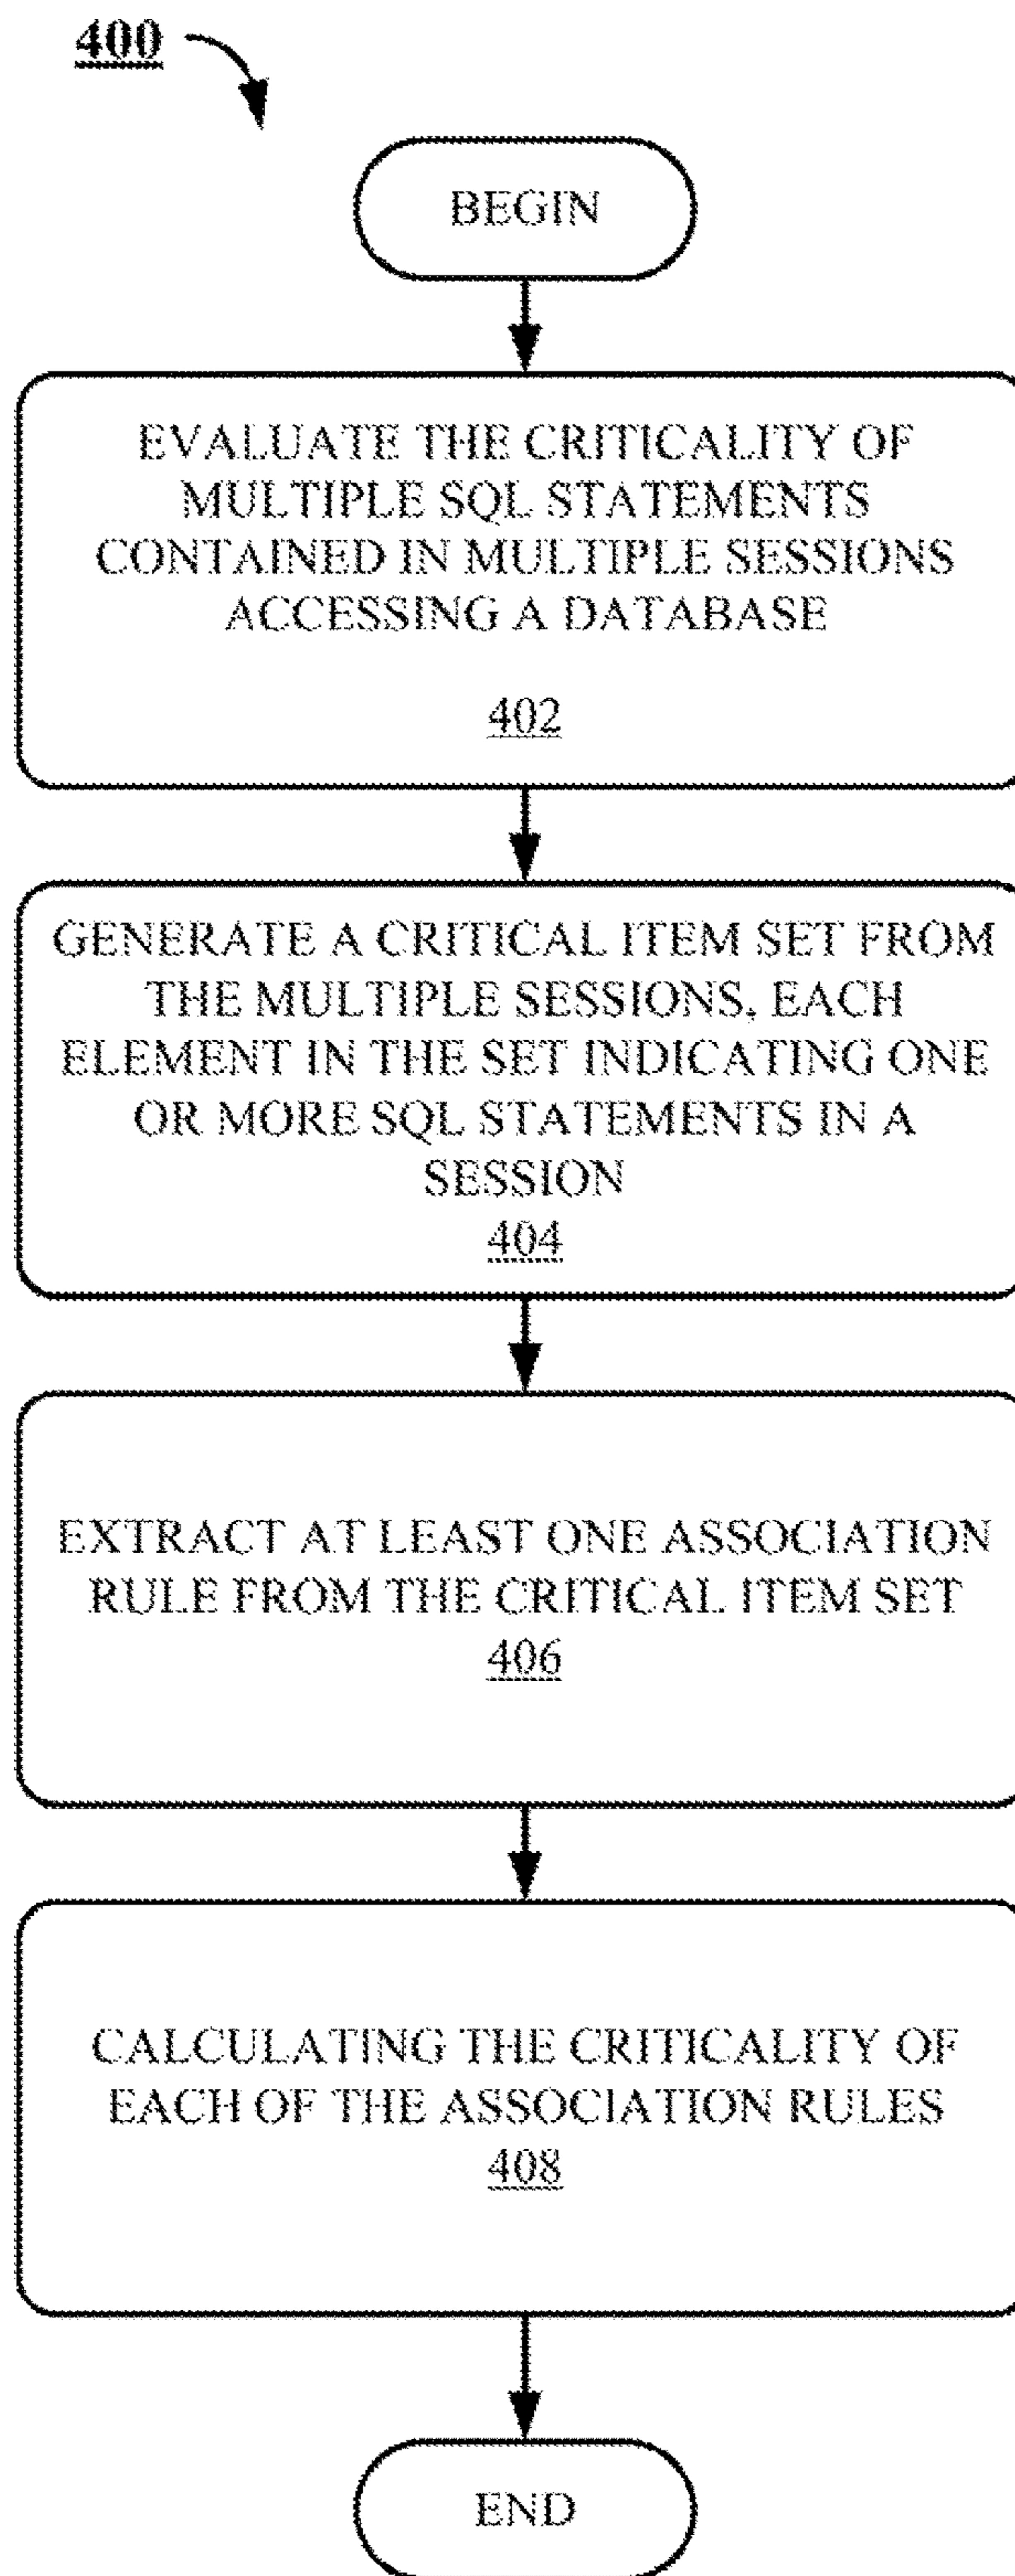 400
BEGIN
EVALUATE THE CRITICALITY OF
MULTIPLE SQL STATEMENTS
CONTAINED IN MULTIPLE SESSIONS
ACCESSING A DATABASE
402
GENERATE A CRITICAL ITEM SET FROM
THE MULTIPLE SESSIONS, EACH
ELEMENT IN THE SET INDICATING ONE
OR MORE SQL STATEMENTS IN A
SESSION
404
EXTRACT AT LEAST ONE ASSOCIATION
RULE FROM THE CRITICAL ITEM SET
406
CALCULATING THE CRITICALITY OF
EACH OF THE ASSOCIATION RULES
408
END